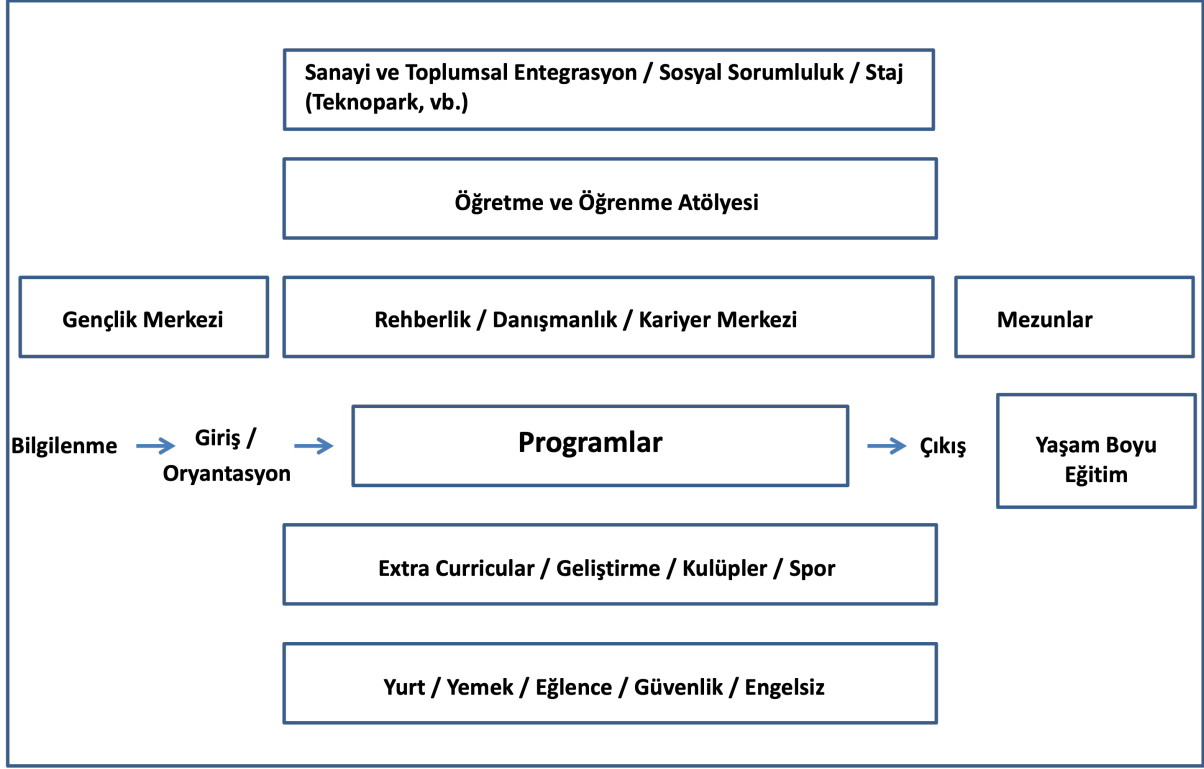 Sanayi ve Toplumsal Entegrasyon / Sosyal Sorumluluk / Staj
(Teknopark, vb.)
Öğretme ve Öğrenme Atölyesi
Gençlik Merkezi
Rehberlik / Danışmanlık / Kariyer Merkezi
Mezunlar
Bilgilenme
Giriş /
Oryantasyon
Programlar
Çıkış
Yaşam Boyu
Eğitim
Extra Curricular / Geliştirme / Kulüpler / Spor
Yurt / Yemek / Eğlence / Güvenlik / Engelsiz